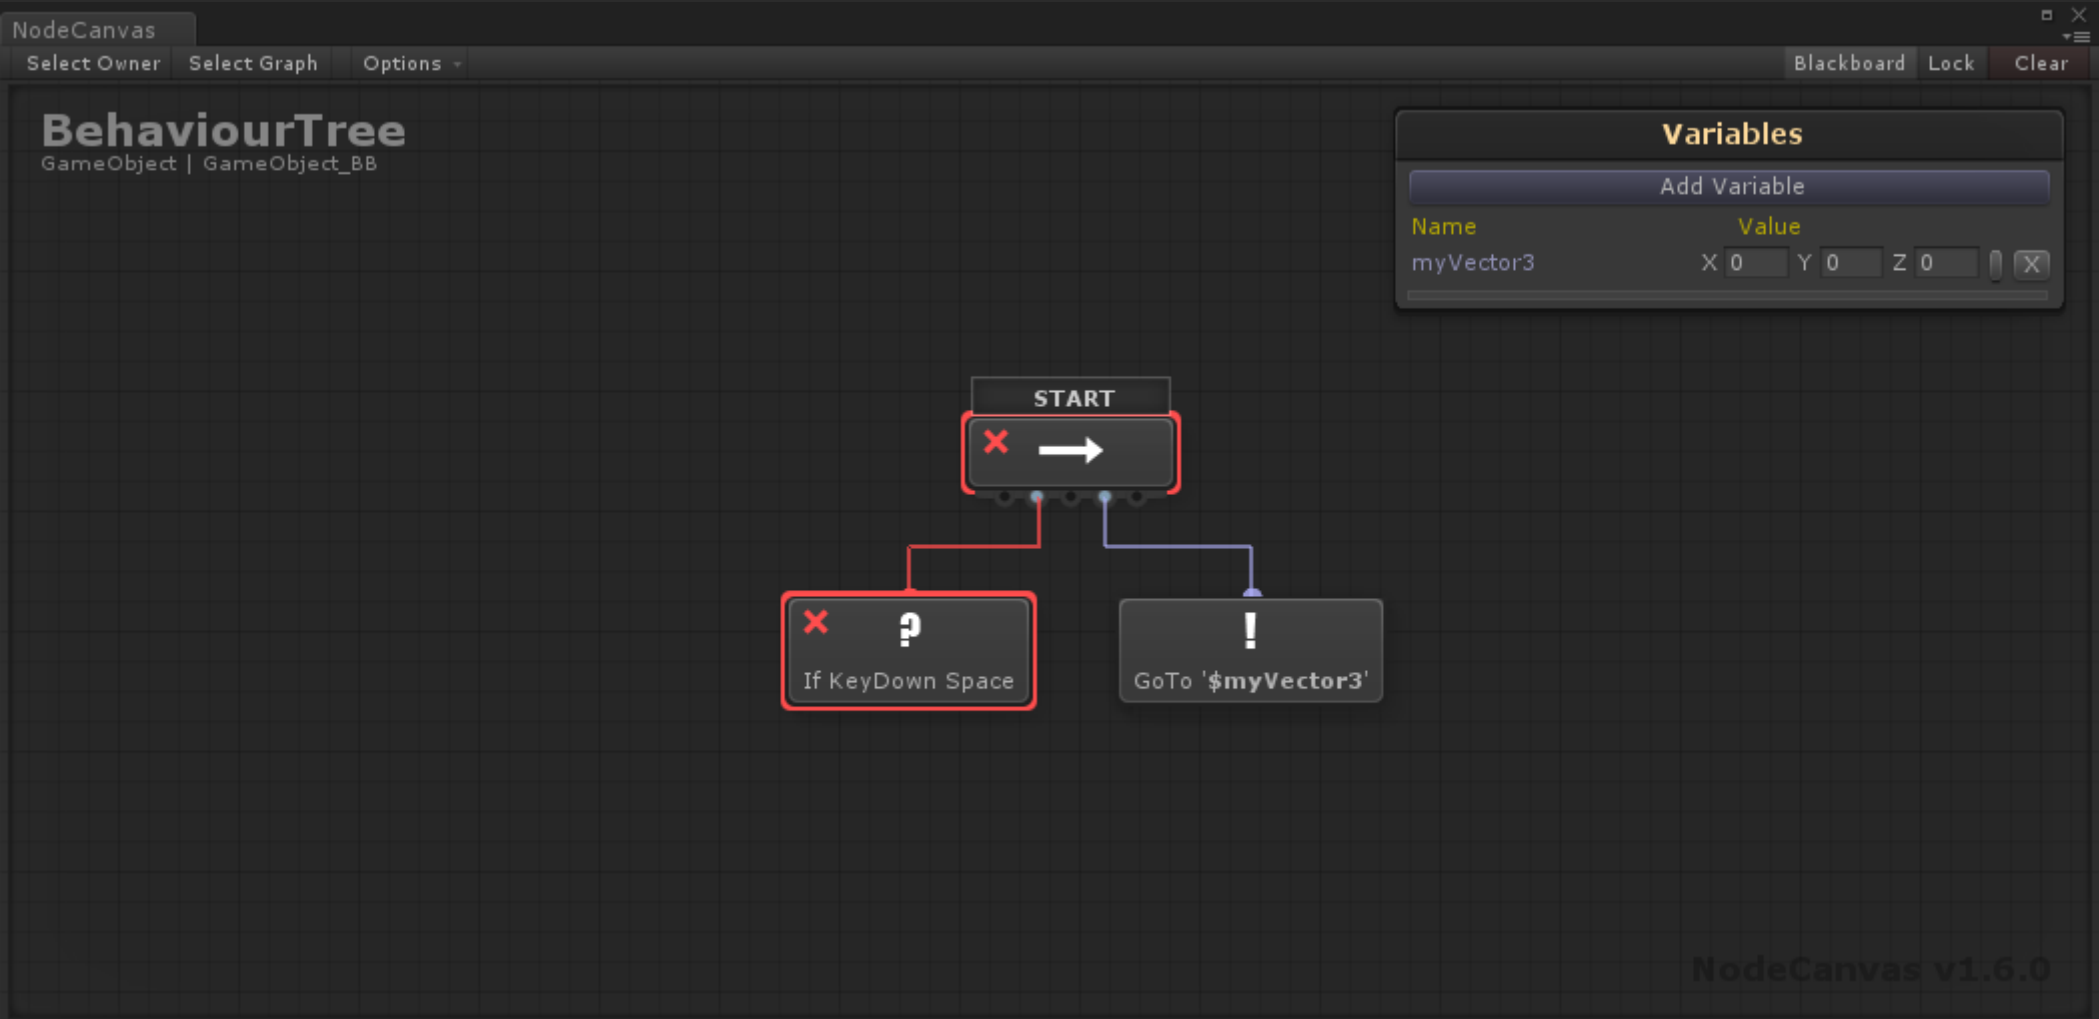 NodeCanvas
Select Owner Select Graph Options Blackboard Lock Clear
BehaviourTree
GameObject | GameObject_BB
Variables
Add Variable
Name Value
myVector3 X 0 Y 0 Z 0 X
START
?
!
If KeyDown Space
GoTo '$myVector3'
NodeCanvas v1.6.0